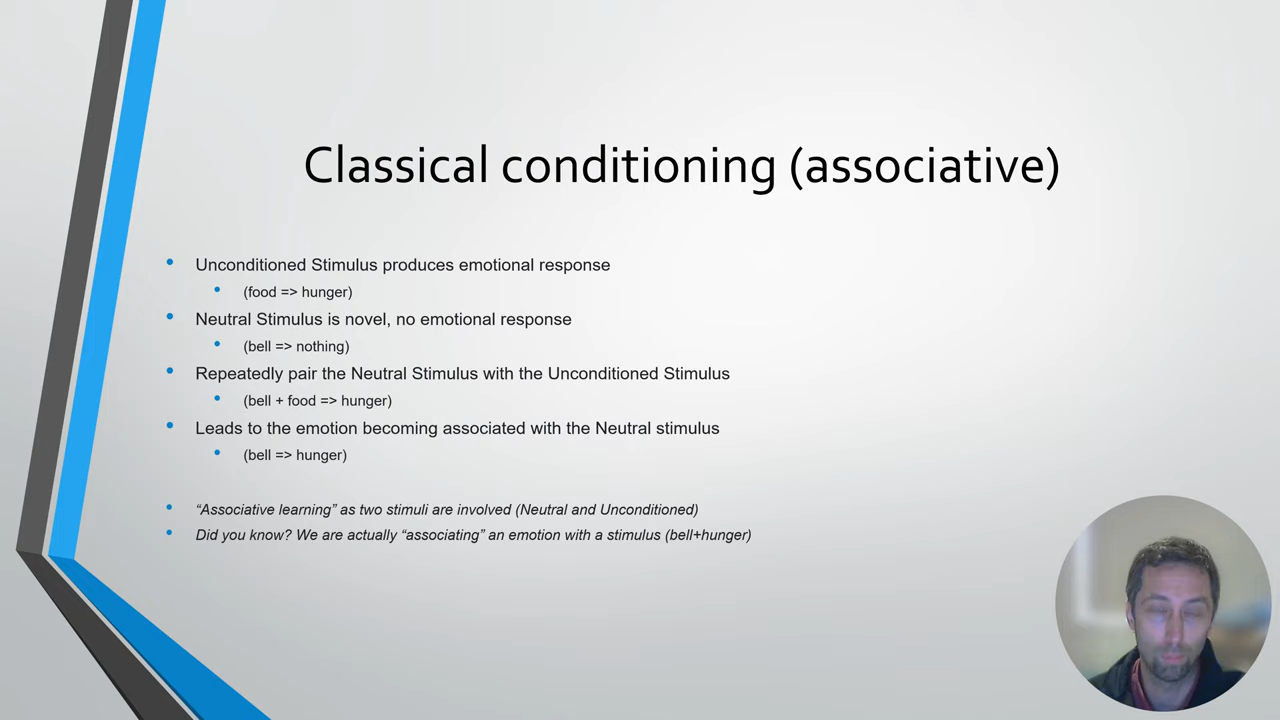 Classical conditioning (associative)
• Unconditioned Stimulus produces emotional response
• (food => hunger)
• Neutral Stimulus is novel, no emotional response
• (bell => nothing)
• Repeatedly pair the Neutral Stimulus with the Unconditioned Stimulus
• (bell + food => hunger)
• Leads to the emotion becoming associated with the Neutral stimulus
• (bell => hunger)
• “Associative learning” as two stimuli are involved (Neutral and Unconditioned)
• Did you know? We are actually “associating” an emotion with a stimulus (bell+hunger)